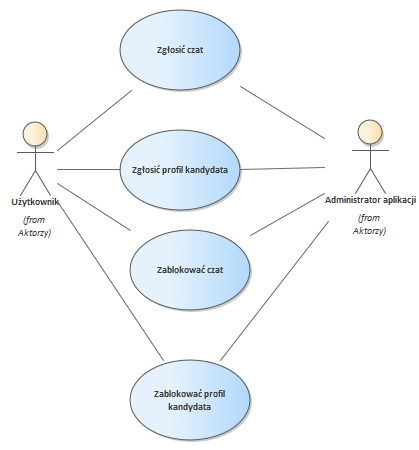 Zgłosić czat
Zgłosić profil kandydata
Użytkownik
(from
Aktorzy)
Administrator aplikacji
(from
Aktorzy)
Zablokować czat
Zablokować profil
kandydata